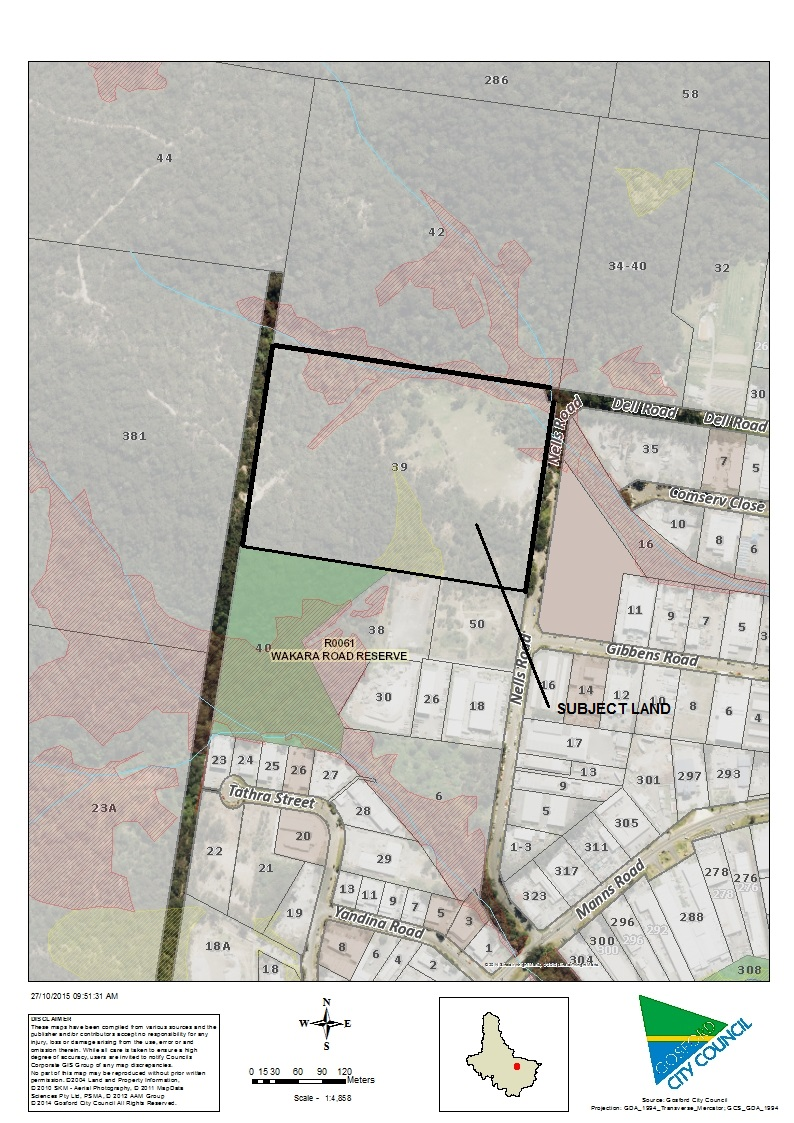 286
58
44
42
34-40
32
26
30
Dell Road
Dell Road
Nells Road
35
7
5
381
39
Comserv Close
10
8
6
16
11
9
7
5
3
38
50
40
R0061
WAKARA ROAD RESERVE
Gibbens Road
Nells Road
30
26
18
16
14
12
10
8
6
4
SUBJECT LAND
17
23
24
25
26
27
13
9
301
297
293
Tathra Street
6
23A
28
5
305
20
1-3
311
22
21
29
317
Manns Road
278
276
278
276
13
11
9
7
5
3
323
19
Yandina Road
296
292
288
18A
8
6
4
2
1
300
296
300
304
18
308
27/10/2015 09:51:31 AM
DISCLAIMER
These maps have been compiled from various sources and the
publisher and/or contributors accept no responsibility for any
injury, loss or damage arising from the use, error or and
omission therein. While all care is taken to ensure a high
degree of accuracy, users are invited to notify Councils
Corporate GIS Group of any map discrepancies.
No part of this map may be reproduced without prior written
permission. ©2004 Land and Property Information,
© 2010 SKM - Aerial Photography, © 2011 MapData
Sciences Pty Ltd, PSMA, © 2012 AAM Group
© 2014 Gosford City Council All Rights Reserved.
N
W E
S
0 15 30 60 90 120
Meters
Scale - 1:4,858
GOSFORD
CITY COUNCIL
Source: Gosford City Council
Projection: GDA_1994_Transverse_Mercator; GCS_GDA_1994